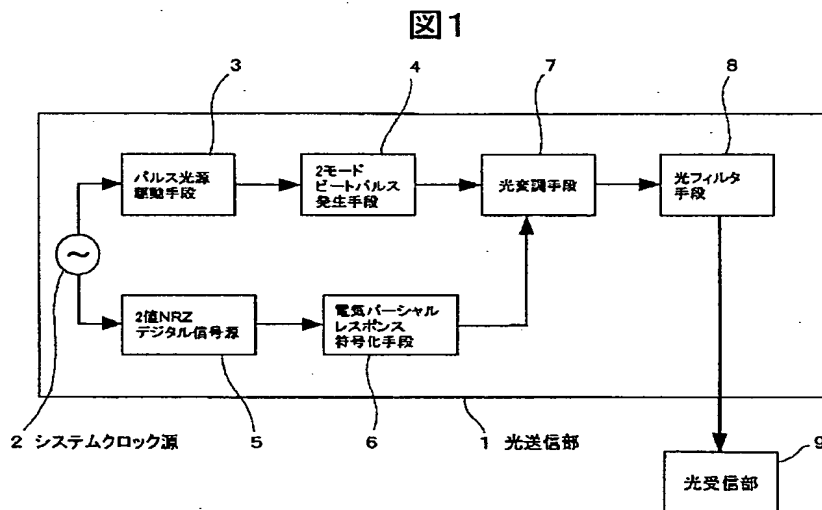 図1
3
4
7
8
パルス光源
駆動手段
2モード
ビートパルス
発生手段
光変調手段
光フィルタ
手段
~
2値NRZ
デジタル信号源
電気パーシャル
レスポンス
符号化手段
2 システムクロック源
5
6
1 光送信部
9
光受信部